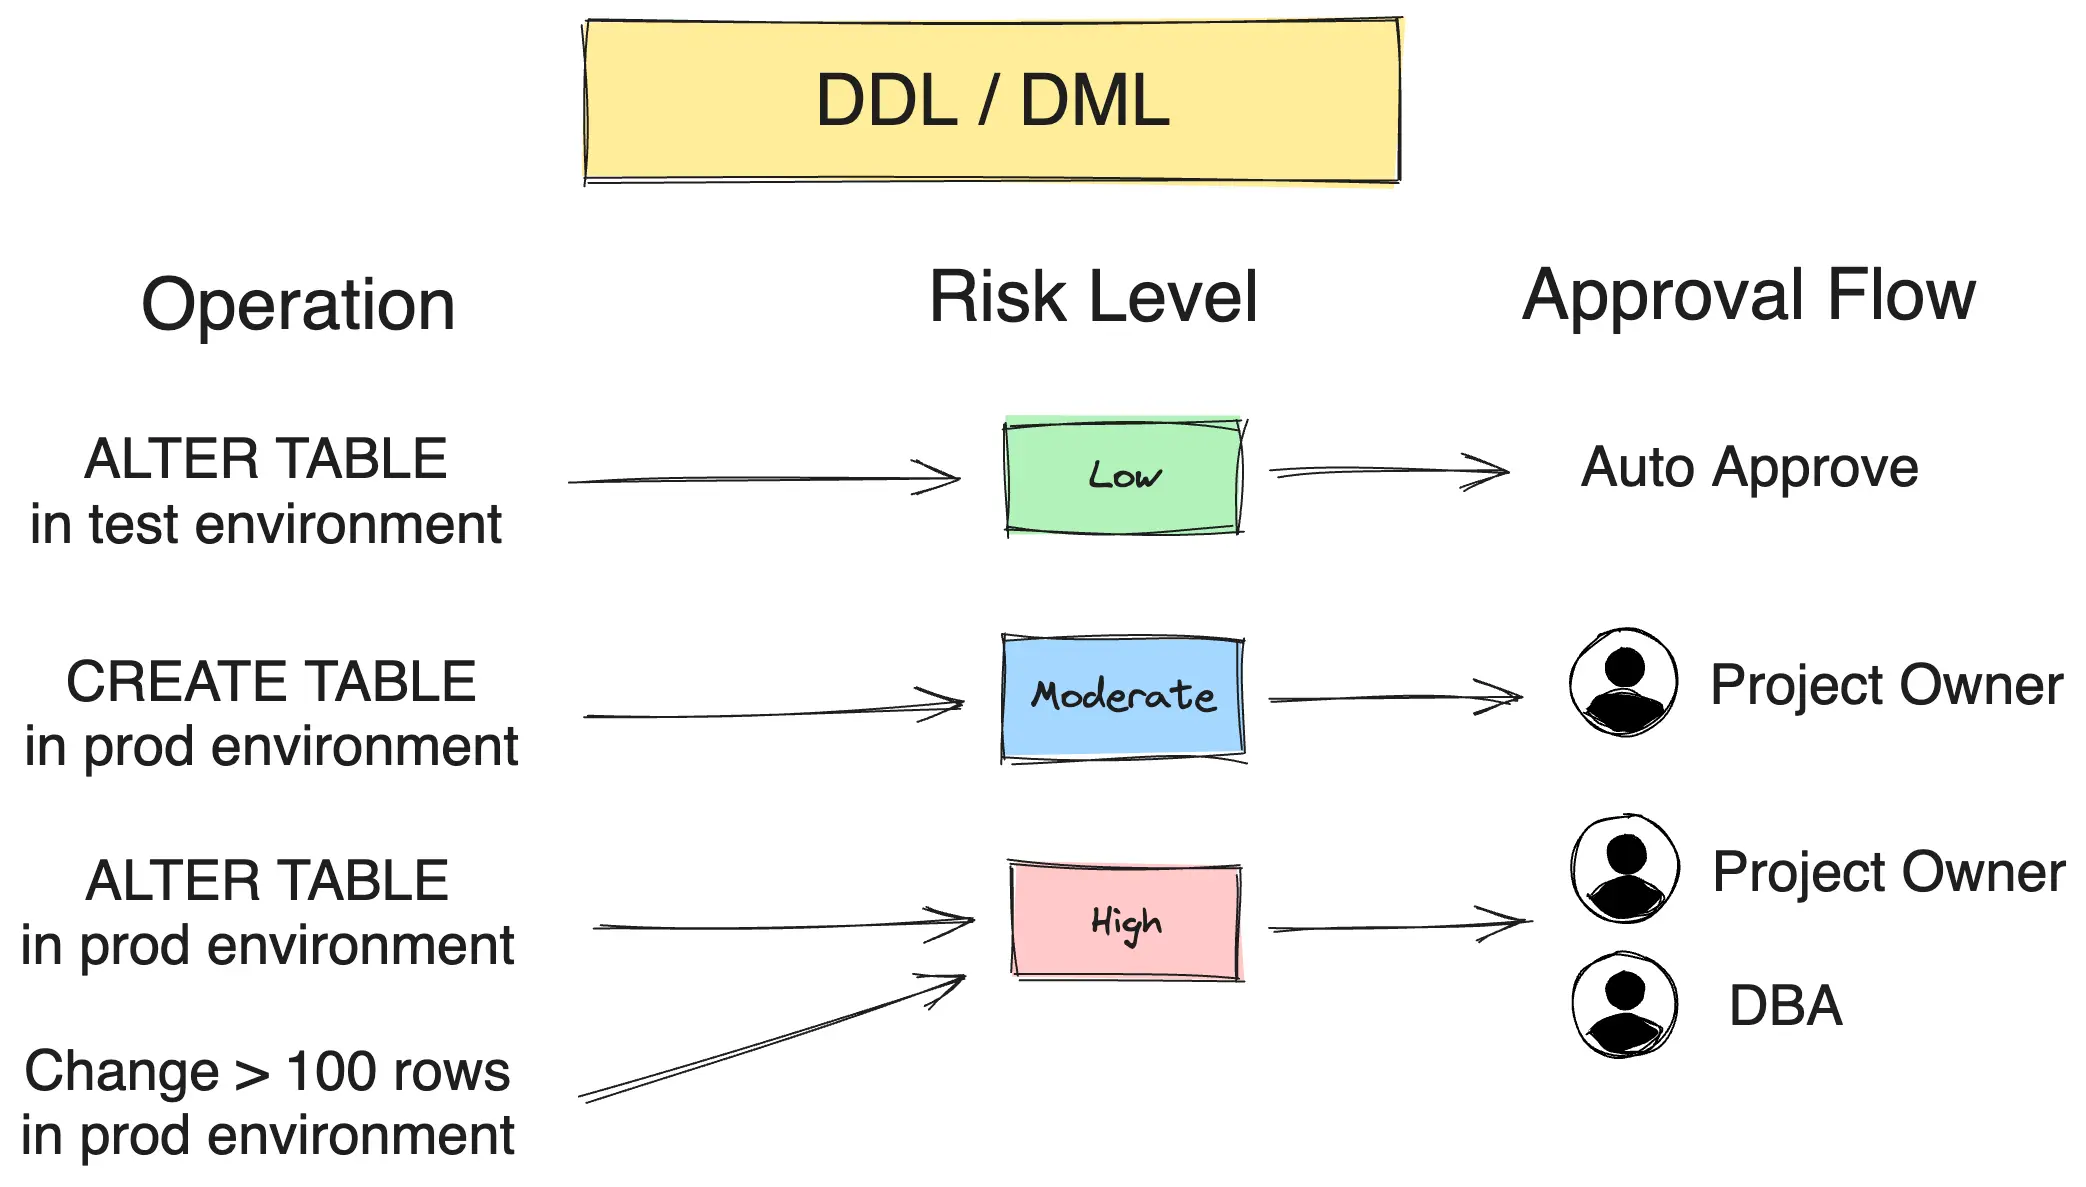 DDL / DML
Operation
Risk Level
Approval Flow
ALTER TABLE
in test environment
Low
Auto Approve
CREATE TABLE
in prod environment
Moderate
Project Owner
ALTER TABLE
in prod environment
High
Project Owner
DBA
Change > 100 rows
in prod environment